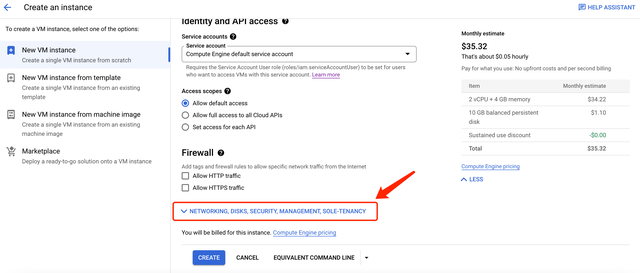 Create an instance
HELP ASSISTANT
To create a VM instance, select one of the options:
New VM instance
Create a single VM instance from scratch
New VM instance from template
Create a single VM instance from an existing
template
New VM instance from machine image
Create a single VM instance from an existing
machine image
Marketplace
Deploy a ready-to-go solution onto a VM instance
Identity and API access
Service accounts
Service account
Compute Engine default service account
Requires the Service Account User role (roles/iam.serviceAccountUser) to be set for users
who want to access VMs with this service account. Learn more
Access scopes
Allow default access
Allow full access to all Cloud APIs
Set access for each API
Firewall
Add tags and firewall rules to allow specific network traffic from the Internet
Allow HTTP traffic
Allow HTTPS traffic
NETWORKING, DISKS, SECURITY, MANAGEMENT, SOLE-TENANCY
You will be billed for this instance. Compute Engine pricing
CREATE
CANCEL
EQUIVALENT COMMAND LINE
Monthly estimate
$35.32
That's about $0.05 hourly
Pay for what you use: No upfront costs and per second billing
Item Monthly estimate
2 vCPU + 4 GB memory $34.22
10 GB balanced persistent $1.10
disk
Sustained use discount -$0.00
Total $35.32
Compute Engine pricing
LESS